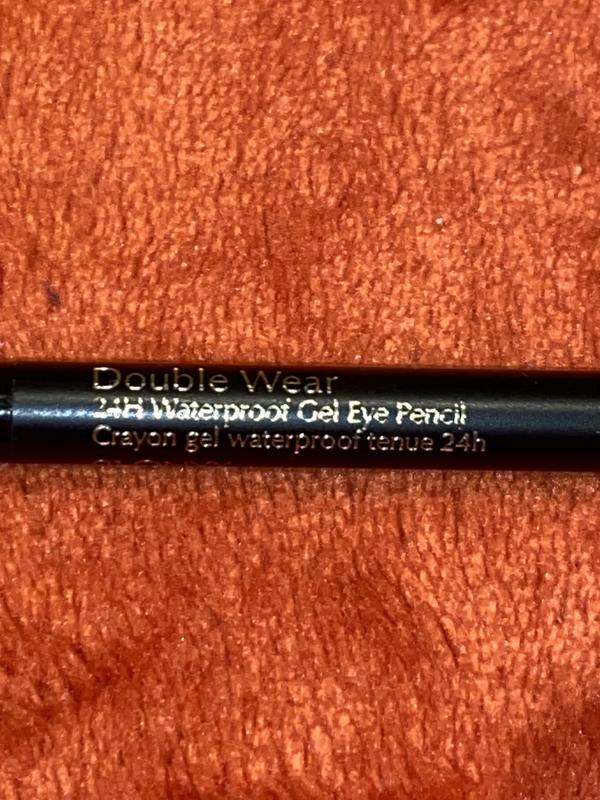 Double Wear
24H Waterproof Gel Eye Pencil
Crayon gel waterproof tenue 24h